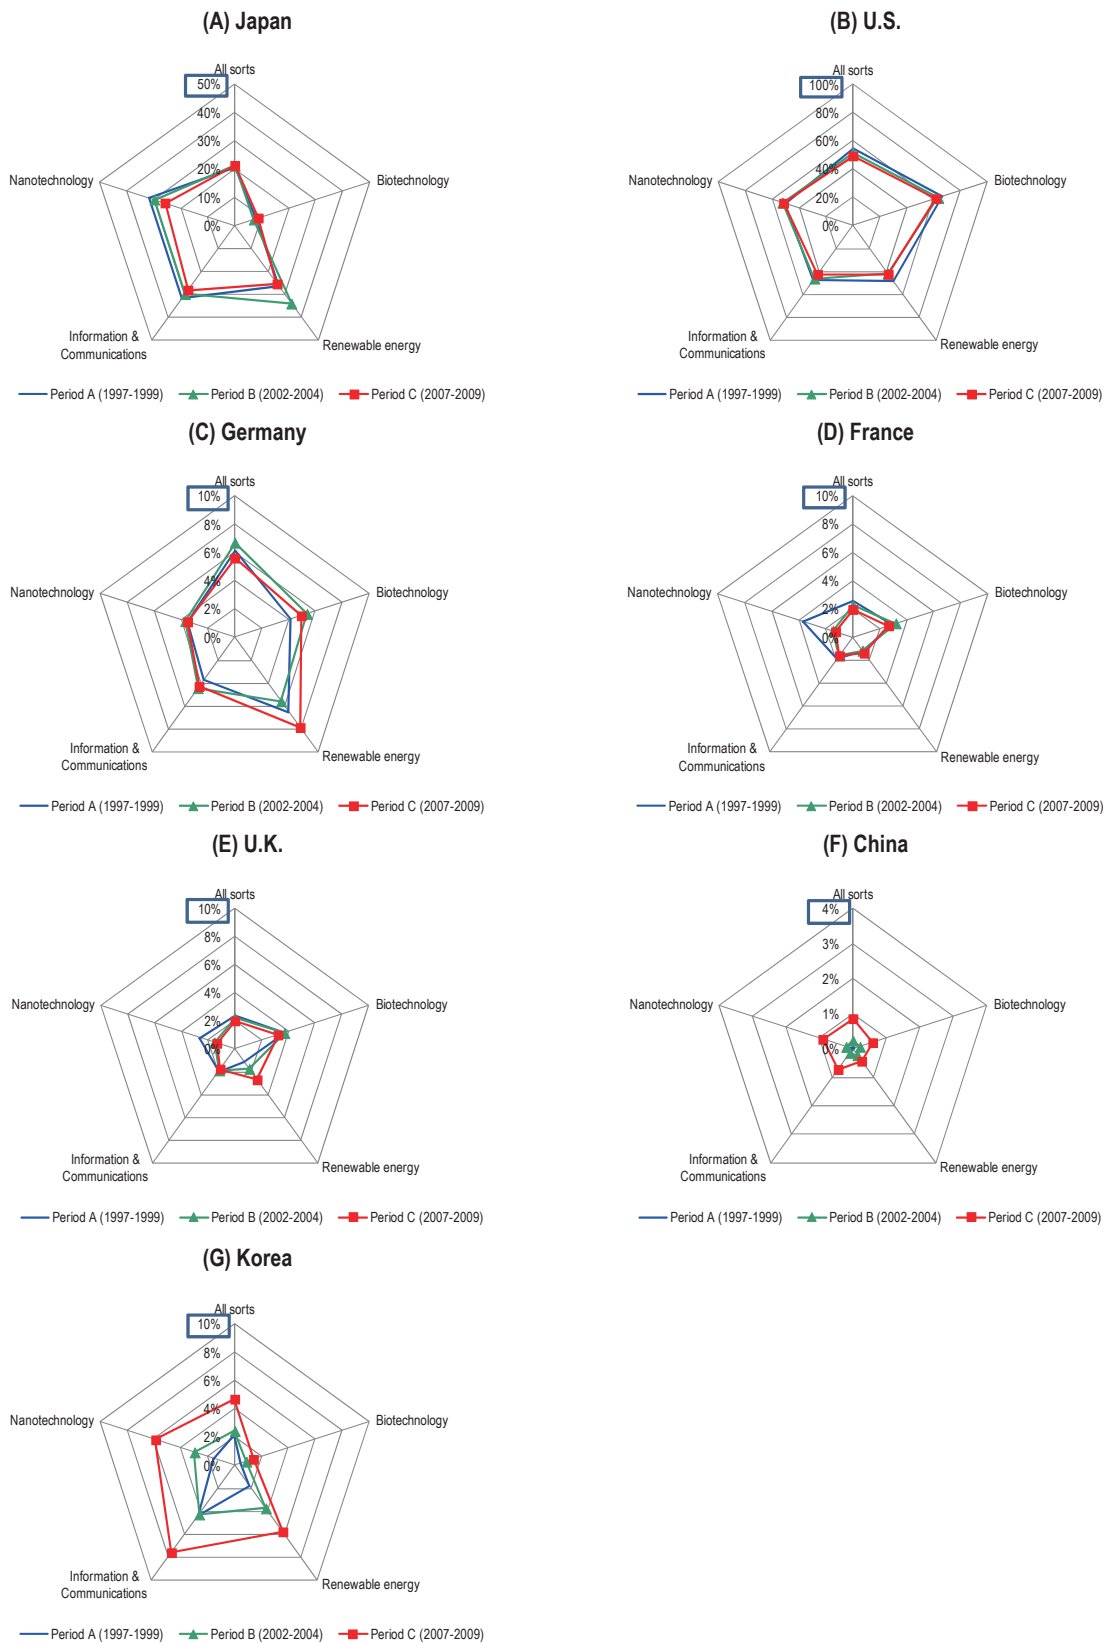 (A) Japan
All sorts
50%
40%
30%
20%
10%
0%
Nanotechnology
Biotechnology
Information &
Communications
Renewable energy
Period A (1997-1999) Period B (2002-2004) Period C (2007-2009)
(B) U.S.
All sorts
100%
80%
60%
40%
20%
0%
Nanotechnology
Biotechnology
Information &
Communications
Renewable energy
Period A (1997-1999) Period B (2002-2004) Period C (2007-2009)
(C) Germany
All sorts
10%
8%
6%
4%
2%
0%
Nanotechnology
Biotechnology
Information &
Communications
Renewable energy
Period A (1997-1999) Period B (2002-2004) Period C (2007-2009)
(D) France
All sorts
10%
8%
6%
4%
2%
0%
Nanotechnology
Biotechnology
Information &
Communications
Renewable energy
Period A (1997-1999) Period B (2002-2004) Period C (2007-2009)
(E) U.K.
All sorts
10%
8%
6%
4%
2%
0%
Nanotechnology
Biotechnology
Information &
Communications
Renewable energy
Period A (1997-1999) Period B (2002-2004) Period C (2007-2009)
(F) China
All sorts
4%
3%
2%
1%
0%
Nanotechnology
Biotechnology
Information &
Communications
Renewable energy
Period A (1997-1999) Period B (2002-2004) Period C (2007-2009)
(G) Korea
All sorts
10%
8%
6%
4%
2%
0%
Nanotechnology
Biotechnology
Information &
Communications
Renewable energy
Period A (1997-1999) Period B (2002-2004) Period C (2007-2009)